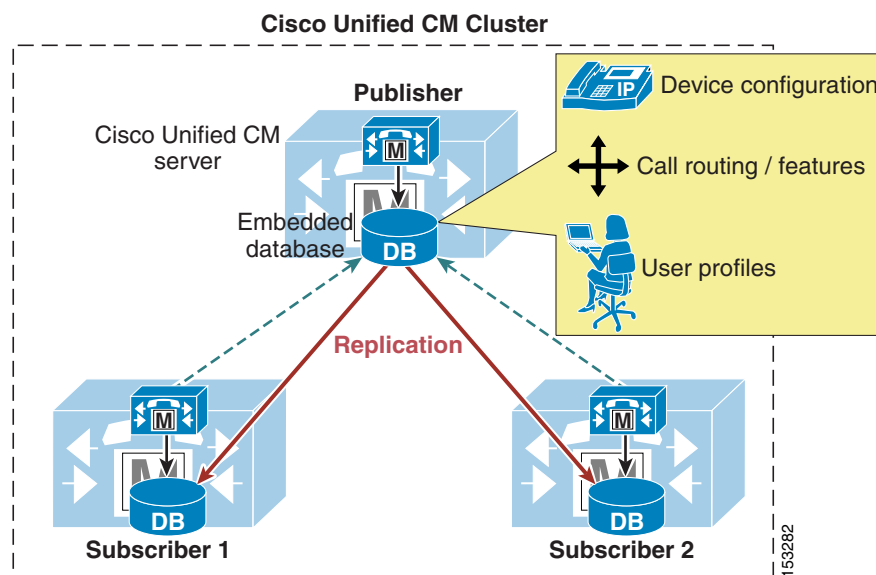 Cisco Unified CM Cluster
Publisher
Cisco Unified CM
server
M
Embedded
database
DB
IP
Device configuration
Call routing / features
User profiles
Replication
M
DB
Subscriber 1
M
DB
Subscriber 2
153282